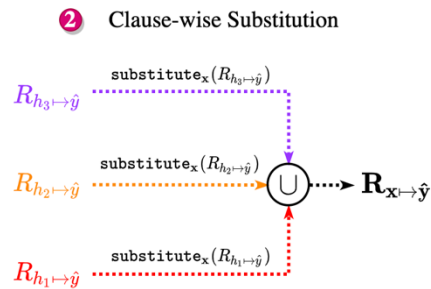 2 Clause-wise Substitution
substitute_x(R_{h_3↦ŷ})
R_{h_3↦ŷ}
substitute_x(R_{h_2↦ŷ})
R_{h_2↦ŷ} ∪ R_{x↦ŷ}
substitute_x(R_{h_1↦ŷ})
R_{h_1↦ŷ}